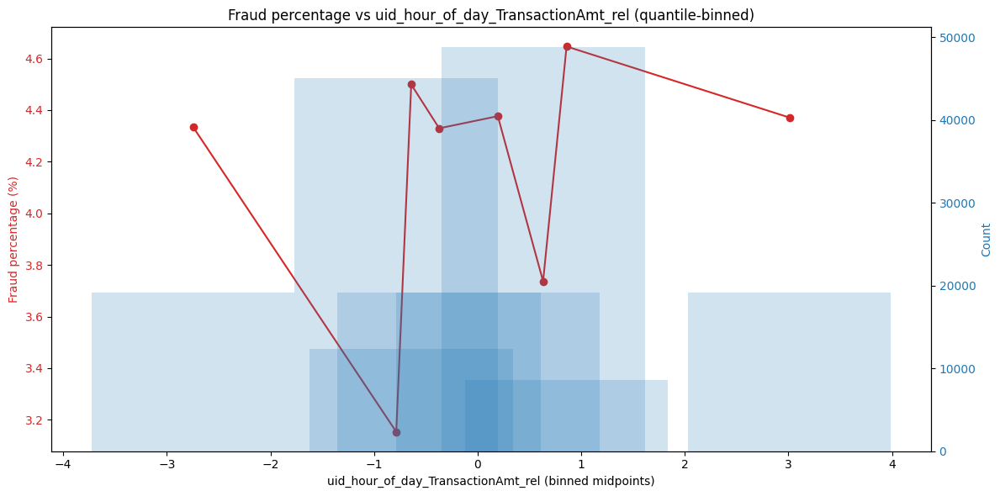 Fraud percentage vs uid_hour_of_day_TransactionAmt_rel (quantile-binned)
4.6
4.4
4.2
4.0
3.8
3.6
3.4
3.2
Fraud percentage (%)
50000
40000
30000
20000
10000
0
Count
−4 −3 −2 −1 0 1 2 3 4
uid_hour_of_day_TransactionAmt_rel (binned midpoints)